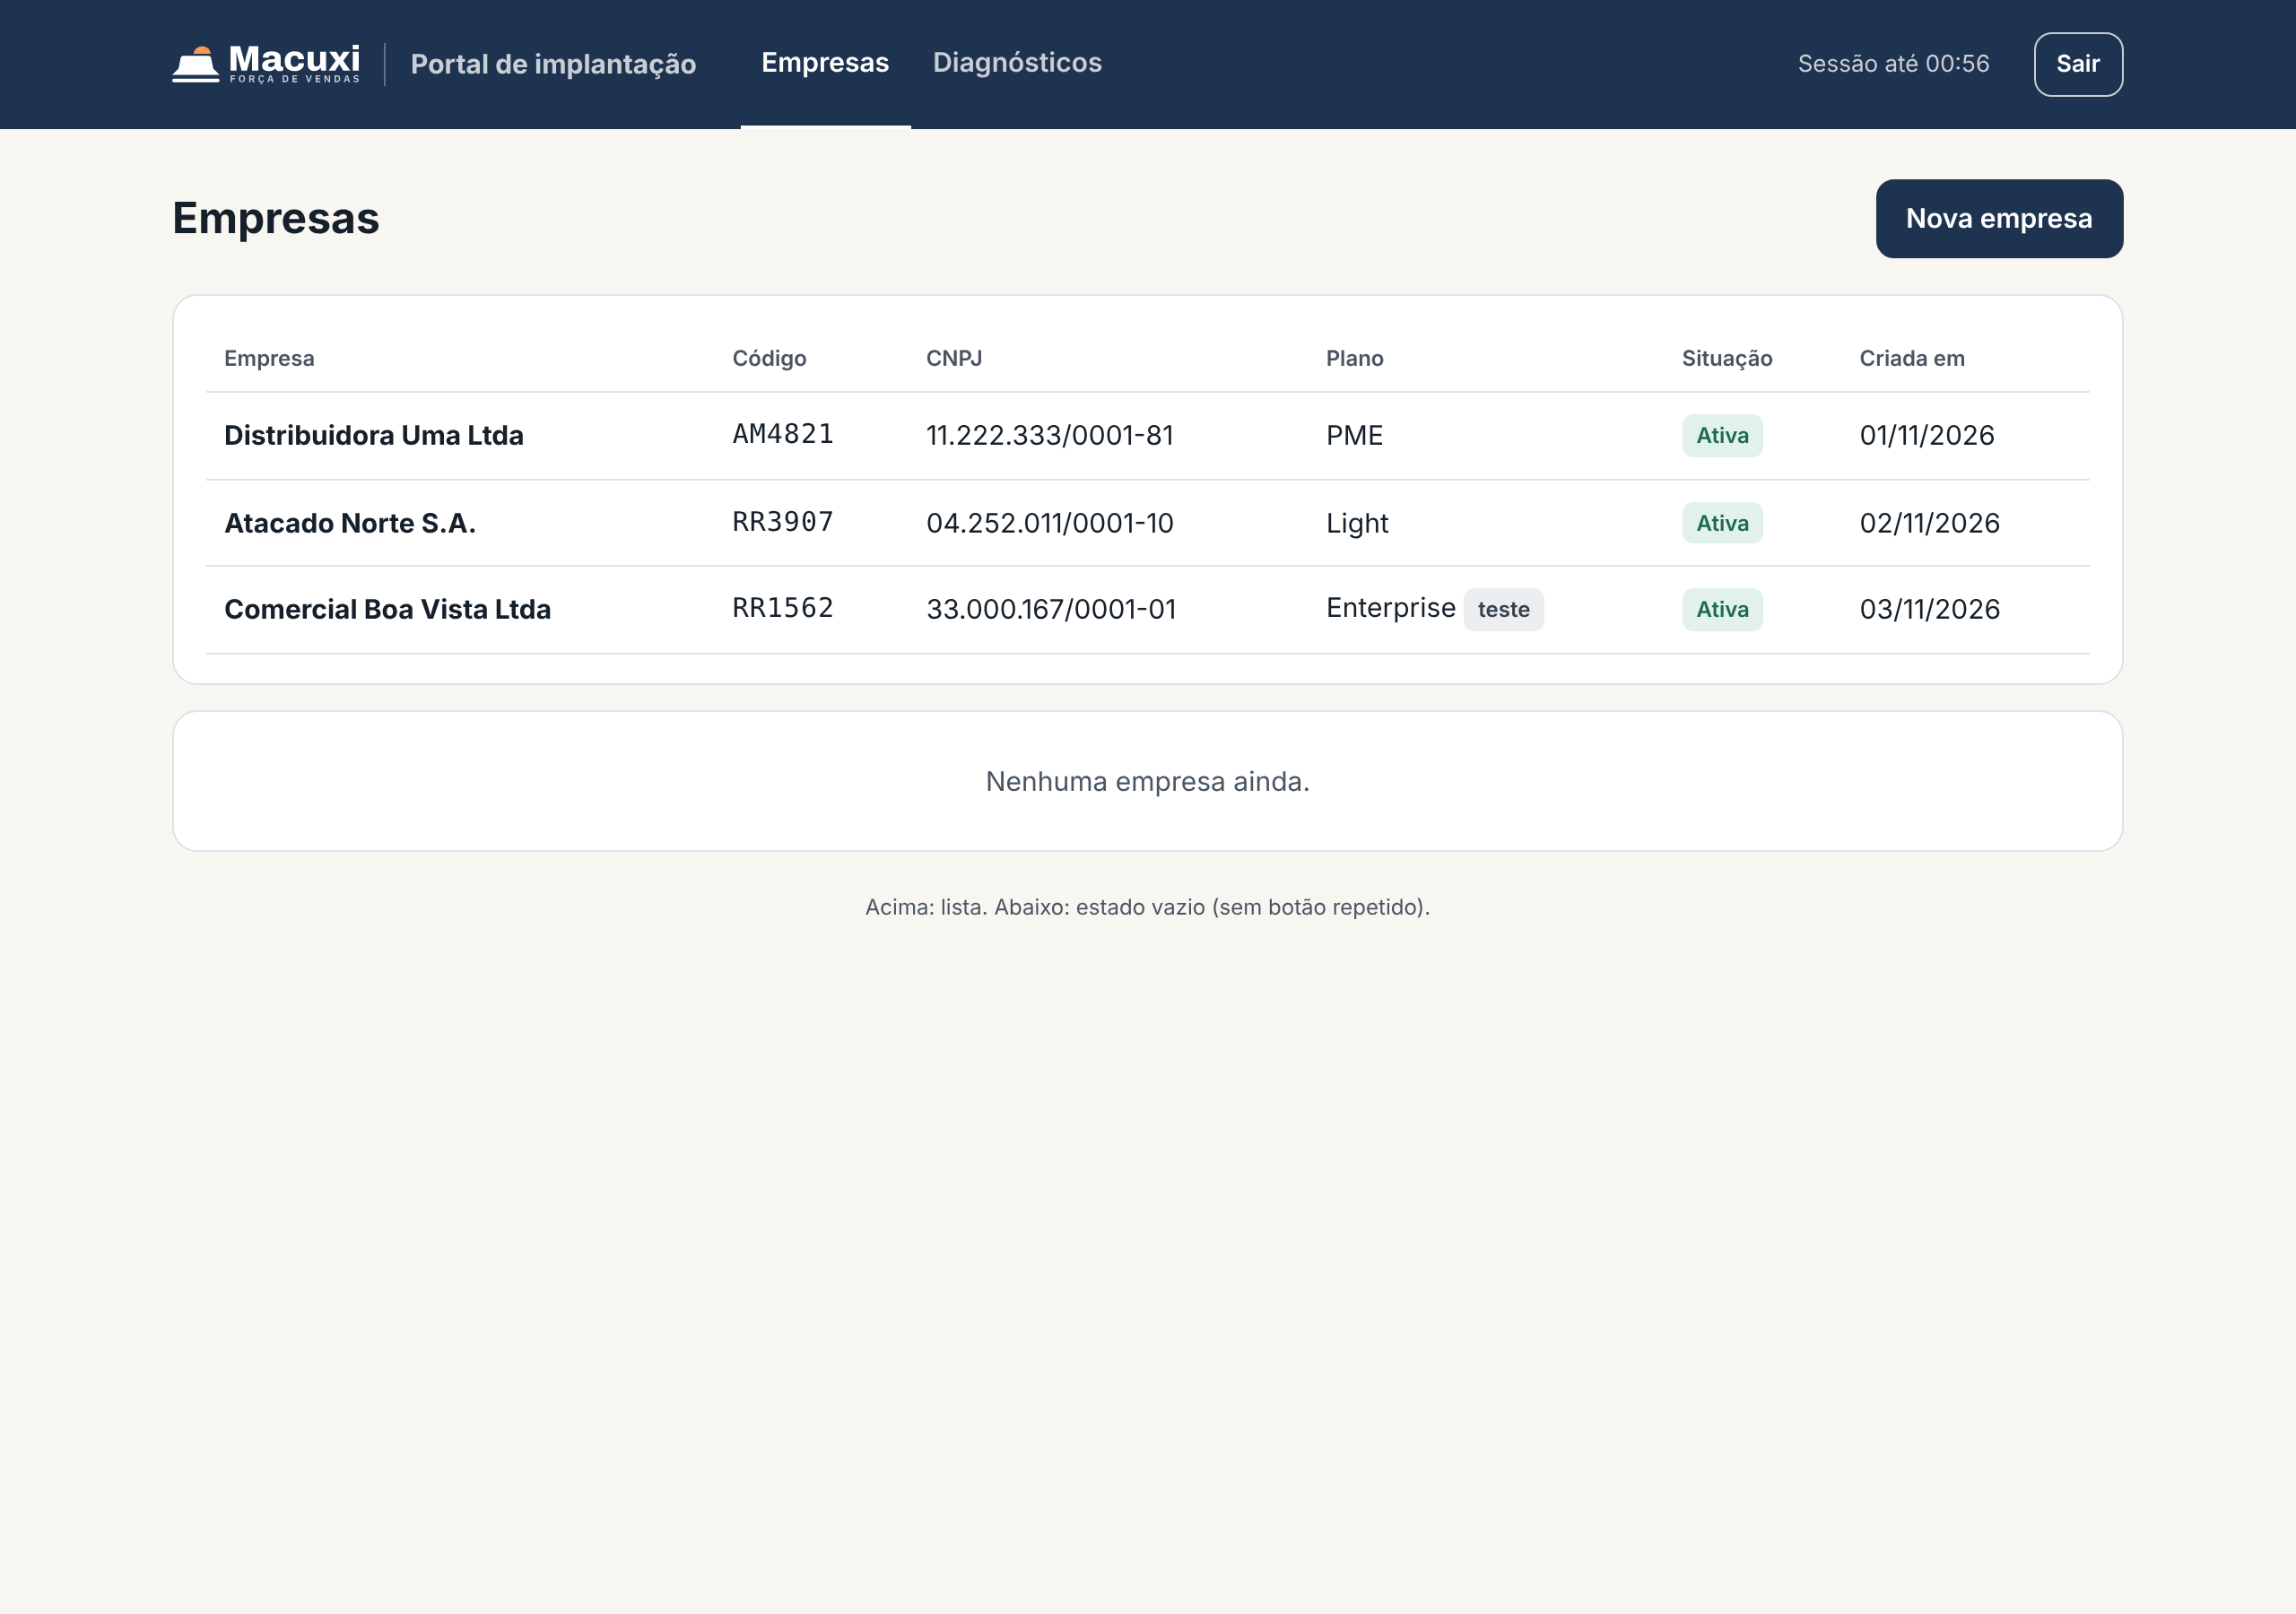 Macuxi
FORÇA DE VENDAS
Portal de implantação
Empresas
Diagnósticos
Sessão até 00:56
Sair
Empresas
Nova empresa
Empresa Código CNPJ Plano Situação Criada em
Distribuidora Uma Ltda AM4821 11.222.333/0001-81 PME Ativa 01/11/2026
Atacado Norte S.A. RR3907 04.252.011/0001-10 Light Ativa 02/11/2026
Comercial Boa Vista Ltda RR1562 33.000.167/0001-01 Enterprise teste Ativa 03/11/2026
Nenhuma empresa ainda.
Acima: lista. Abaixo: estado vazio (sem botão repetido).